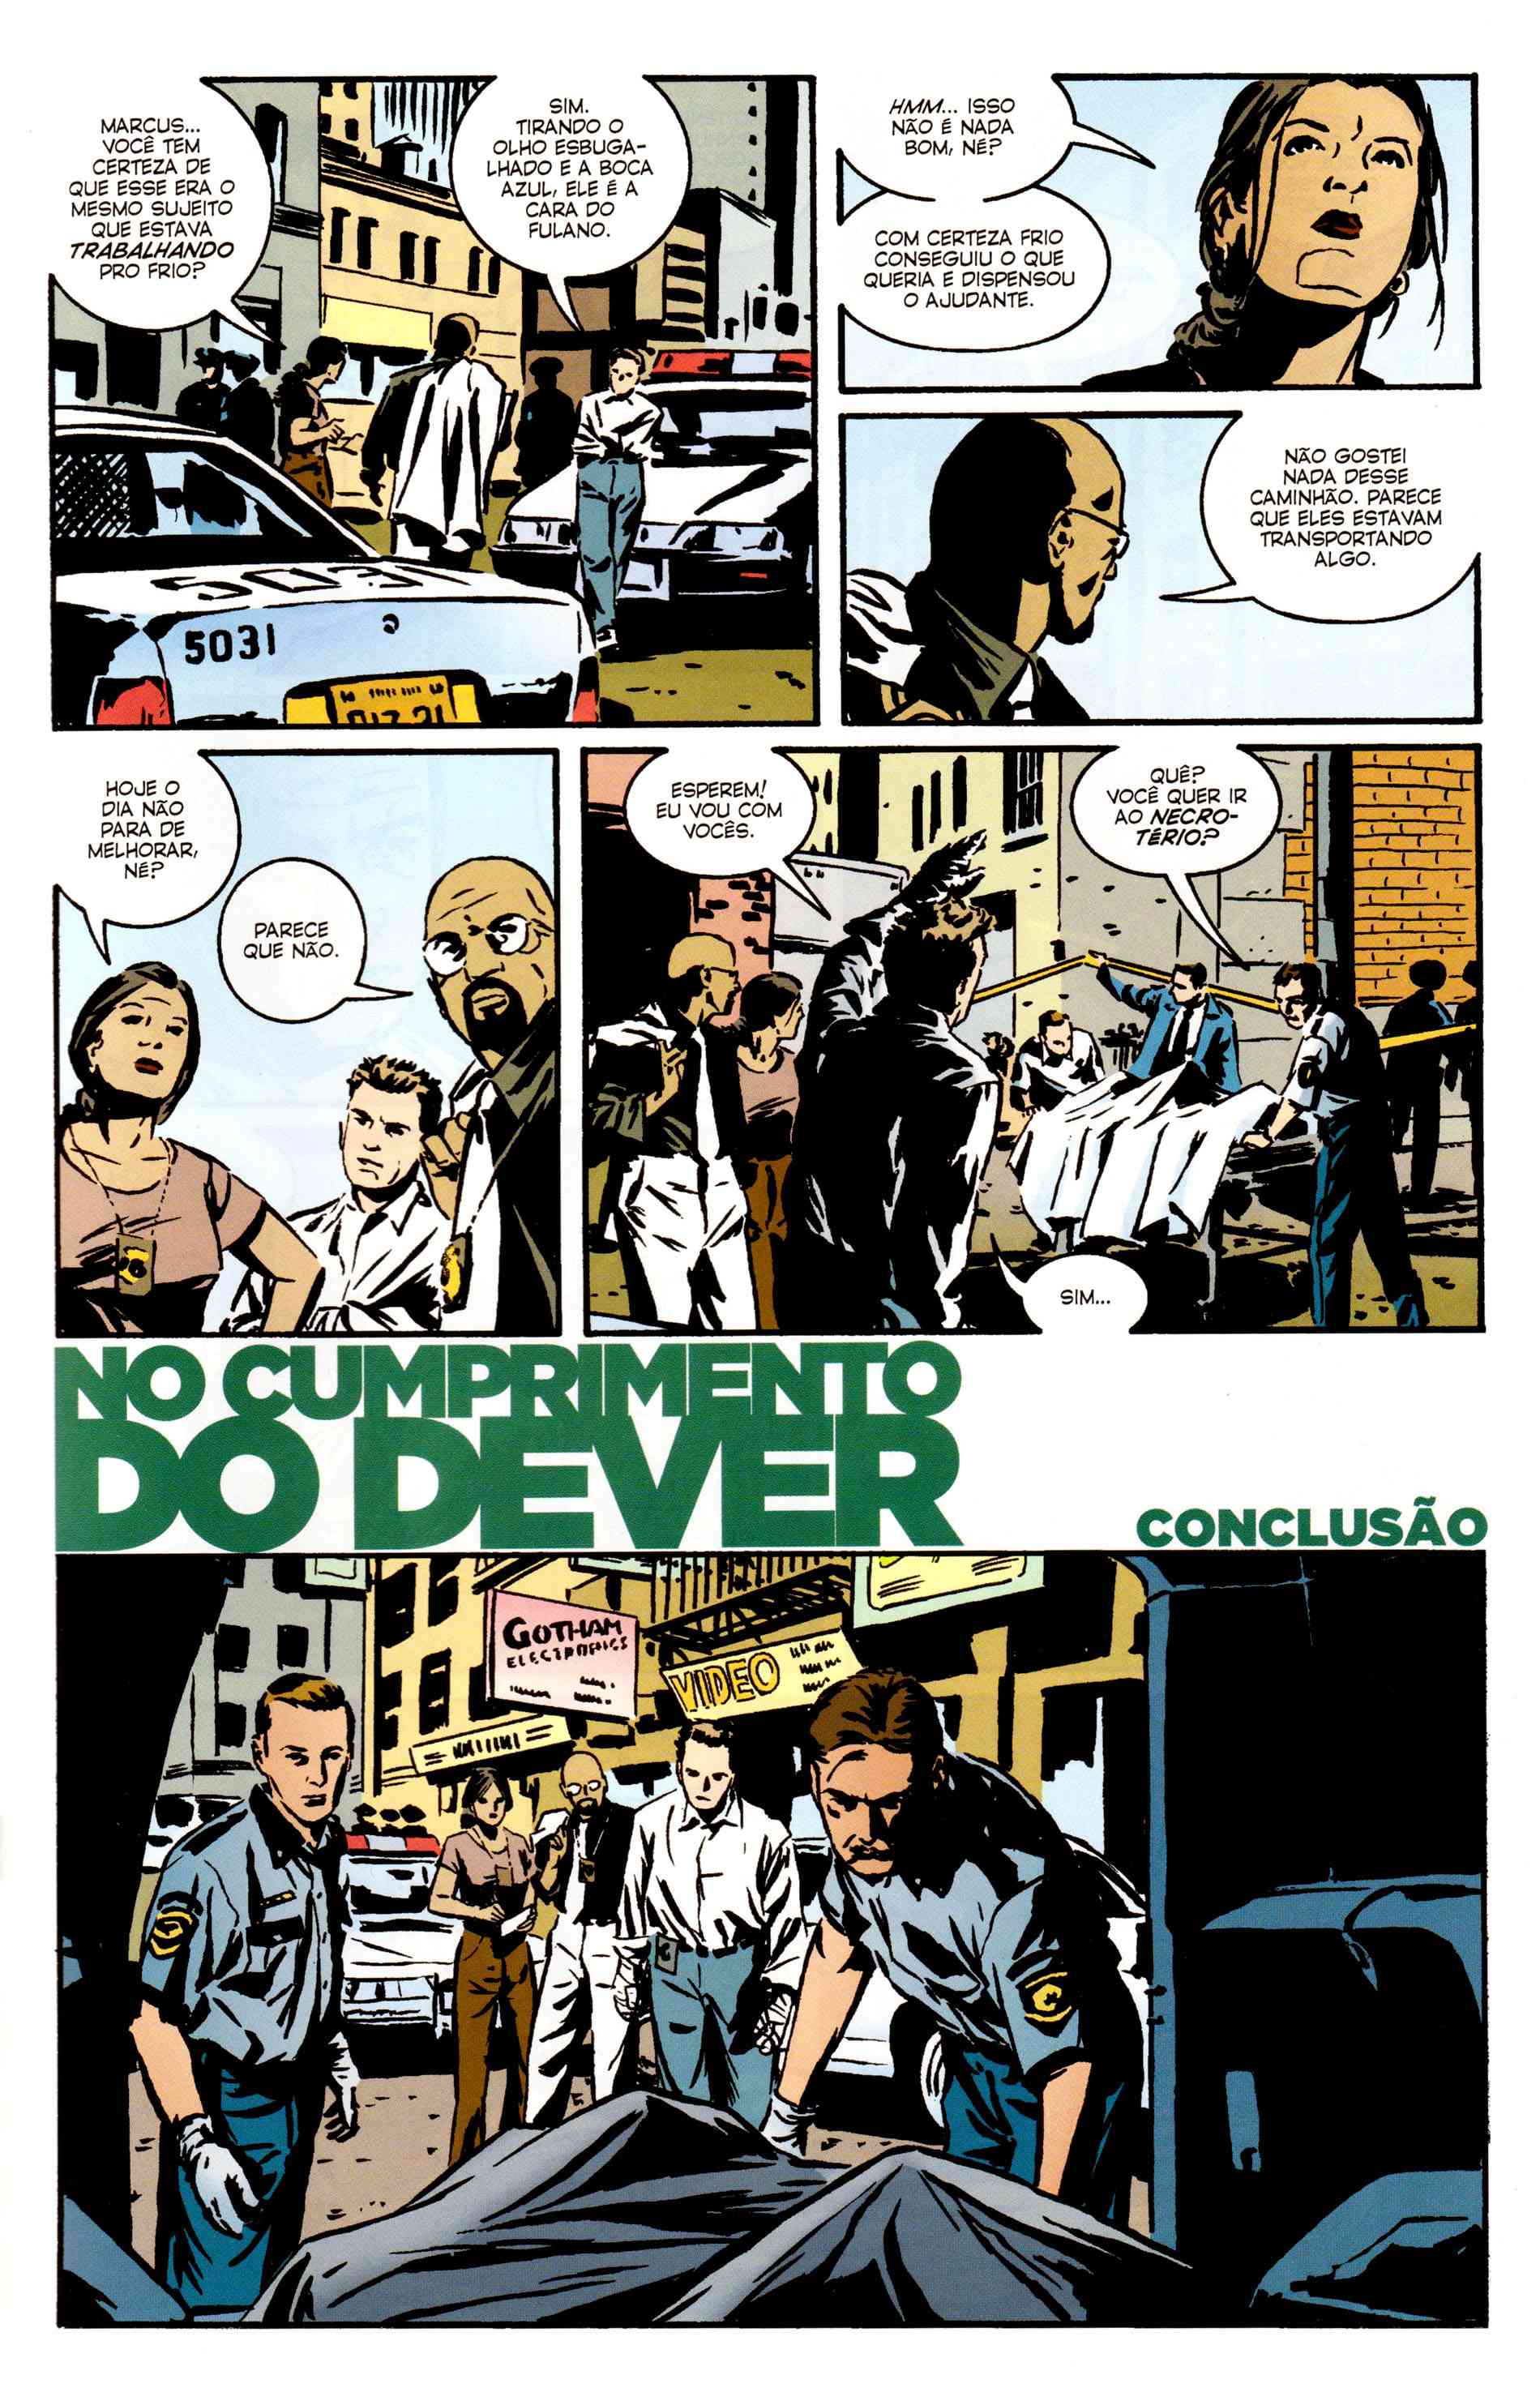 MARCUS...
VOCÊ TEM
CERTEZA DE
QUE ESSE ERA O
MESMO SUJEITO
QUE ESTAVA
TRABALHANDO
PRO FRIO?
SIM.
TIRANDO O
OLHO ESBUGA-
LHADO E A BOCA
AZUL, ELE É A
CARA DO
FULANO.
5031
5031
HMM... ISSO
NÃO É NADA
BOM, NÉ?
COM CERTEZA FRIO
CONSEGUIU O QUE
QUERIA E DISPENSOU
O AJUDANTE.
NÃO GOSTEI
NADA DESSE
CAMINHÃO. PARECE
QUE ELES ESTAVAM
TRANSPORTANDO
ALGO.
HOJE O
DIA NÃO
PARA DE
MELHORAR,
NÉ?
PARECE
QUE NÃO.
ESPEREM!
EU VOU COM
VOCÊS.
QUÊ?
VOCÊ QUER IR
AO NECRO-
TÉRIO?
SIM...
NO CUMPRIMENTO
DO DEVER
CONCLUSÃO
GOTHAM
ELECTRONICS
VIDEO